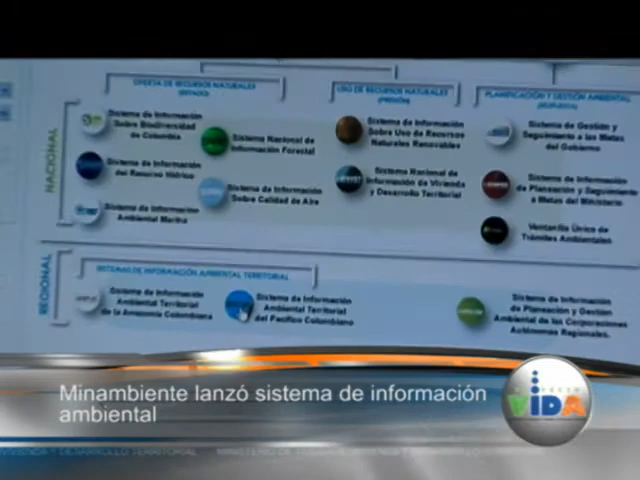 OFERTA DE RECURSOS NATURALES
(ESTADO)
USO DE RECURSOS NATURALES
(PRESIÓN)
PLANIFICACIÓN Y GESTIÓN AMBIENTAL
(RESPUESTA)
NACIONAL
Sistema de Información
Sobre Biodiversidad
de Colombia
Sistema Nacional de
Información Forestal
Sistema de Información
Sobre Uso de Recursos
Naturales Renovables
Sistema de Gestión y
Seguimiento a las Metas
del Gobierno
Sistema de Información
del Recurso Hídrico
Sistema de Información
Sobre Calidad de Aire
Sistema Nacional de
Información de Vivienda
y Desarrollo Territorial
Sistema de Información
de Planeación y Seguimiento
a Metas del Ministerio
Sistema de Información
Ambiental Marina
Ventanilla Única de
Trámites Ambientales
REGIONAL
SISTEMAS DE INFORMACIÓN AMBIENTAL TERRITORIAL
Sistema de Información
Ambiental Territorial
de la Amazonia Colombiana
Sistema de Información
Ambiental Territorial
del Pacífico Colombiano
Sistema de Información
de Planeación y Gestión
Ambiental de las Corporaciones
Autónomas Regionales.
Minambiente lanzó sistema de información
ambiental
VIDA
DESARROLLO TERRITORIAL